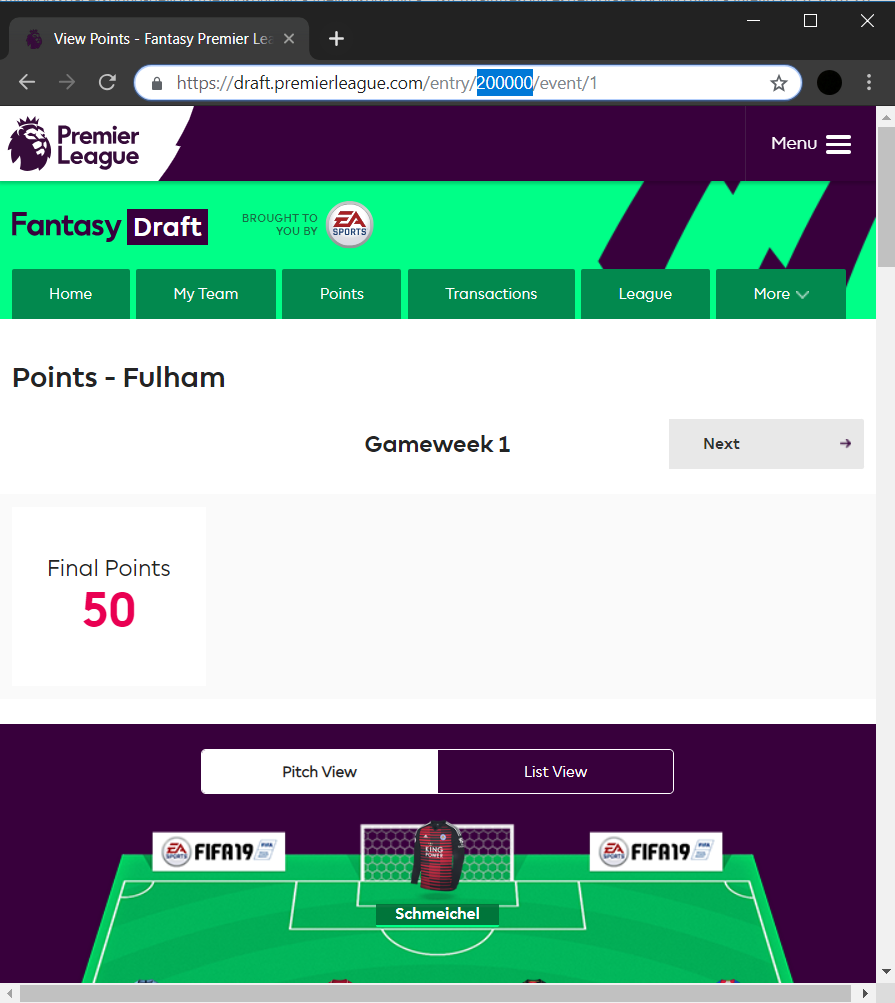 View Points - Fantasy Premier Lea
https://draft.premierleague.com/entry/200000/event/1
Premier
League
Menu
Fantasy Draft
BROUGHT TO
YOU BY
EA
SPORTS
Home My Team Points Transactions League More
Points - Fulham
Gameweek 1
Next
Final Points
50
Pitch View List View
EA SPORTS FIFA19
EA SPORTS FIFA19
KING
POWER
Schmeichel